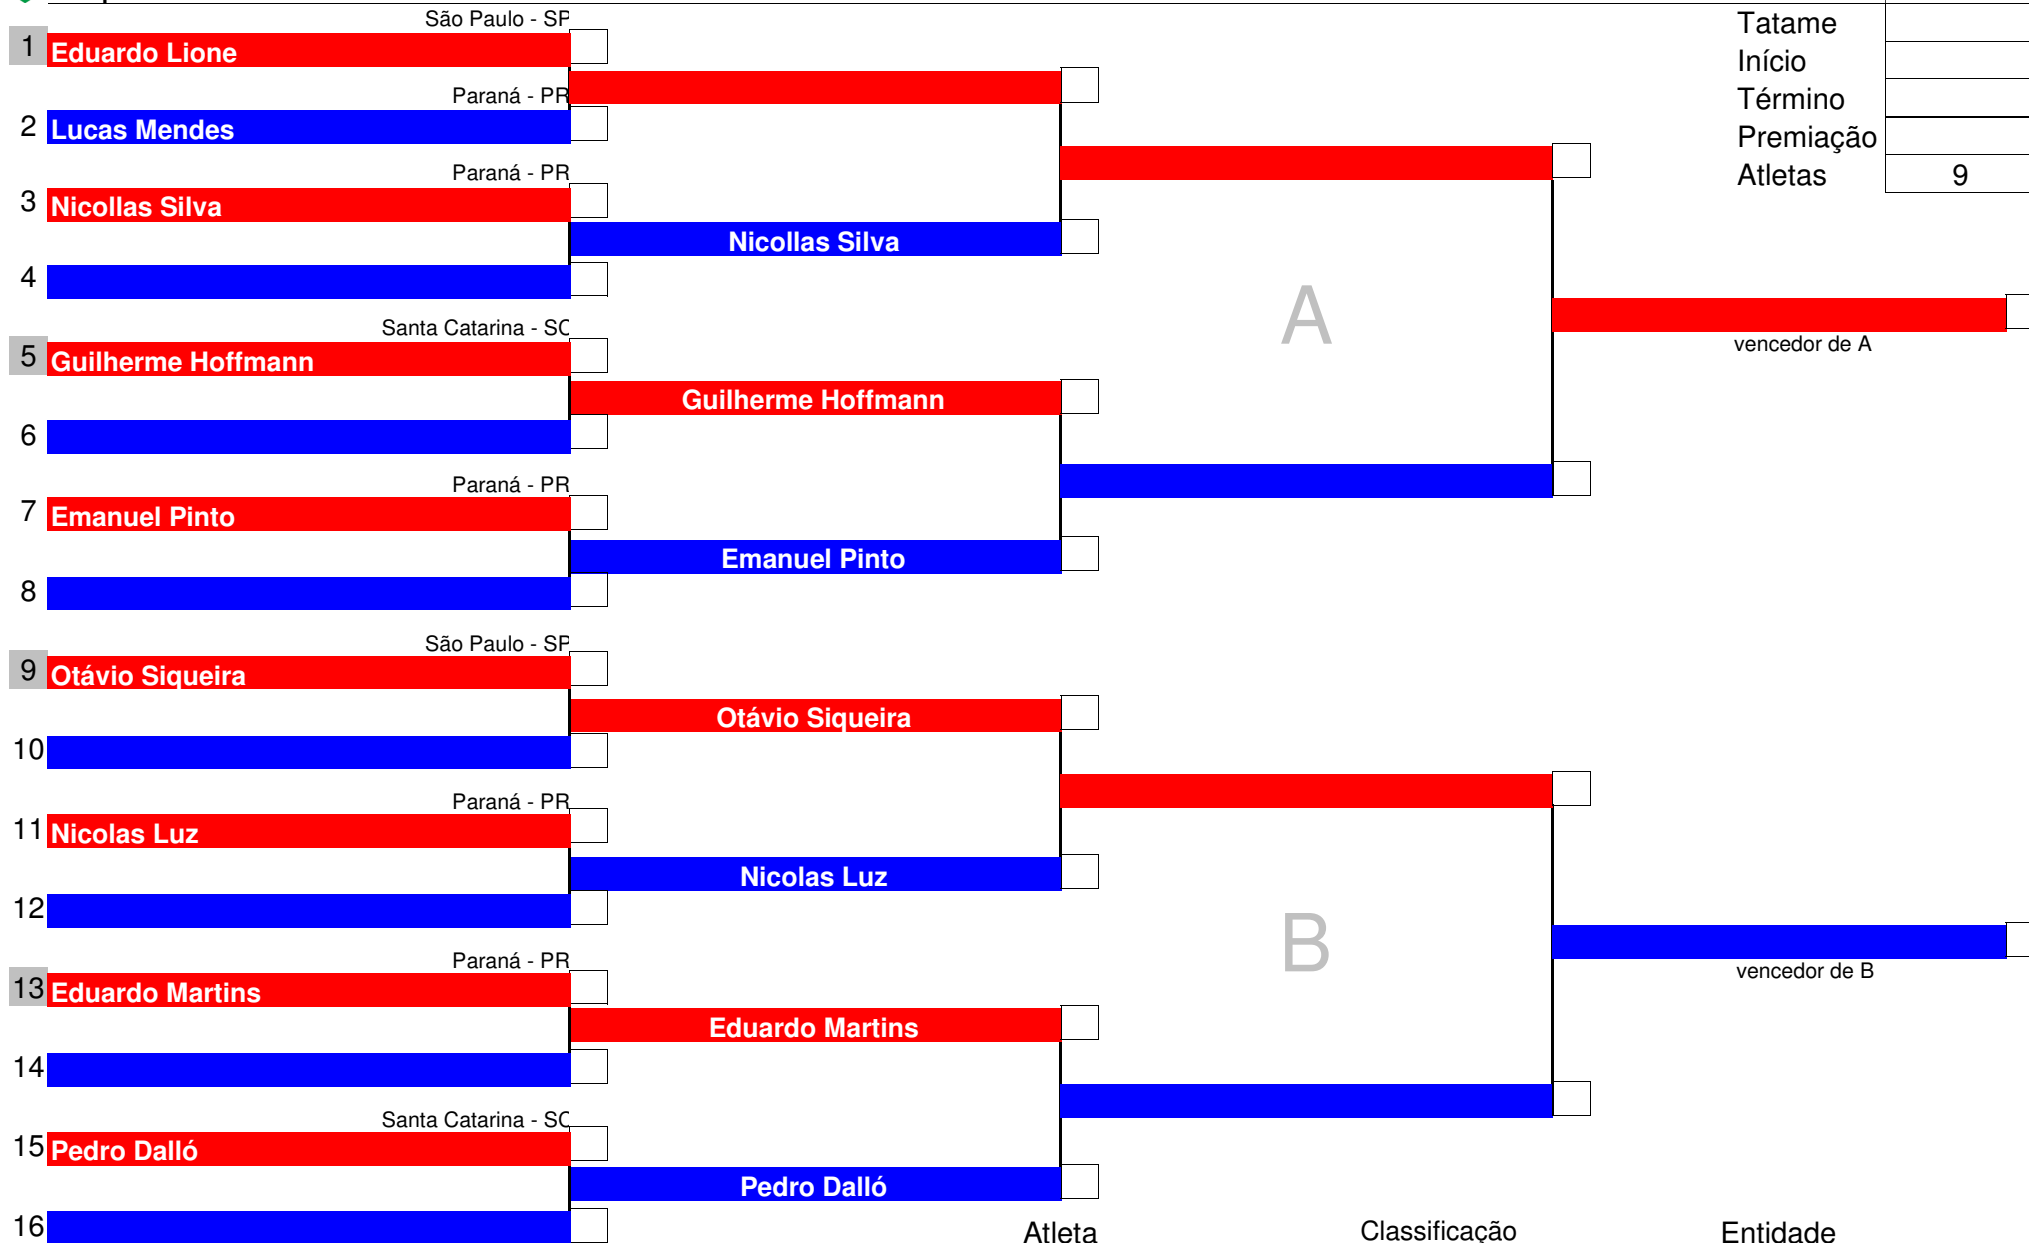 São Paulo - SP
Tatame
1 Eduardo Lione
Início
Paraná - PR
Término
2 Lucas Mendes
Premiação
Paraná - PR
Atletas 9
3 Nicollas Silva
Nicollas Silva
4
A
Santa Catarina - SC
vencedor de A
5 Guilherme Hoffmann
Guilherme Hoffmann
6
Paraná - PR
7 Emanuel Pinto
Emanuel Pinto
8
São Paulo - SP
9 Otávio Siqueira
Otávio Siqueira
10
Paraná - PR
11 Nicolas Luz
Nicolas Luz
12
B
Paraná - PR
vencedor de B
13 Eduardo Martins
Eduardo Martins
14
Santa Catarina - SC
15 Pedro Dalló
Pedro Dalló
16
Atleta Classificação Entidade